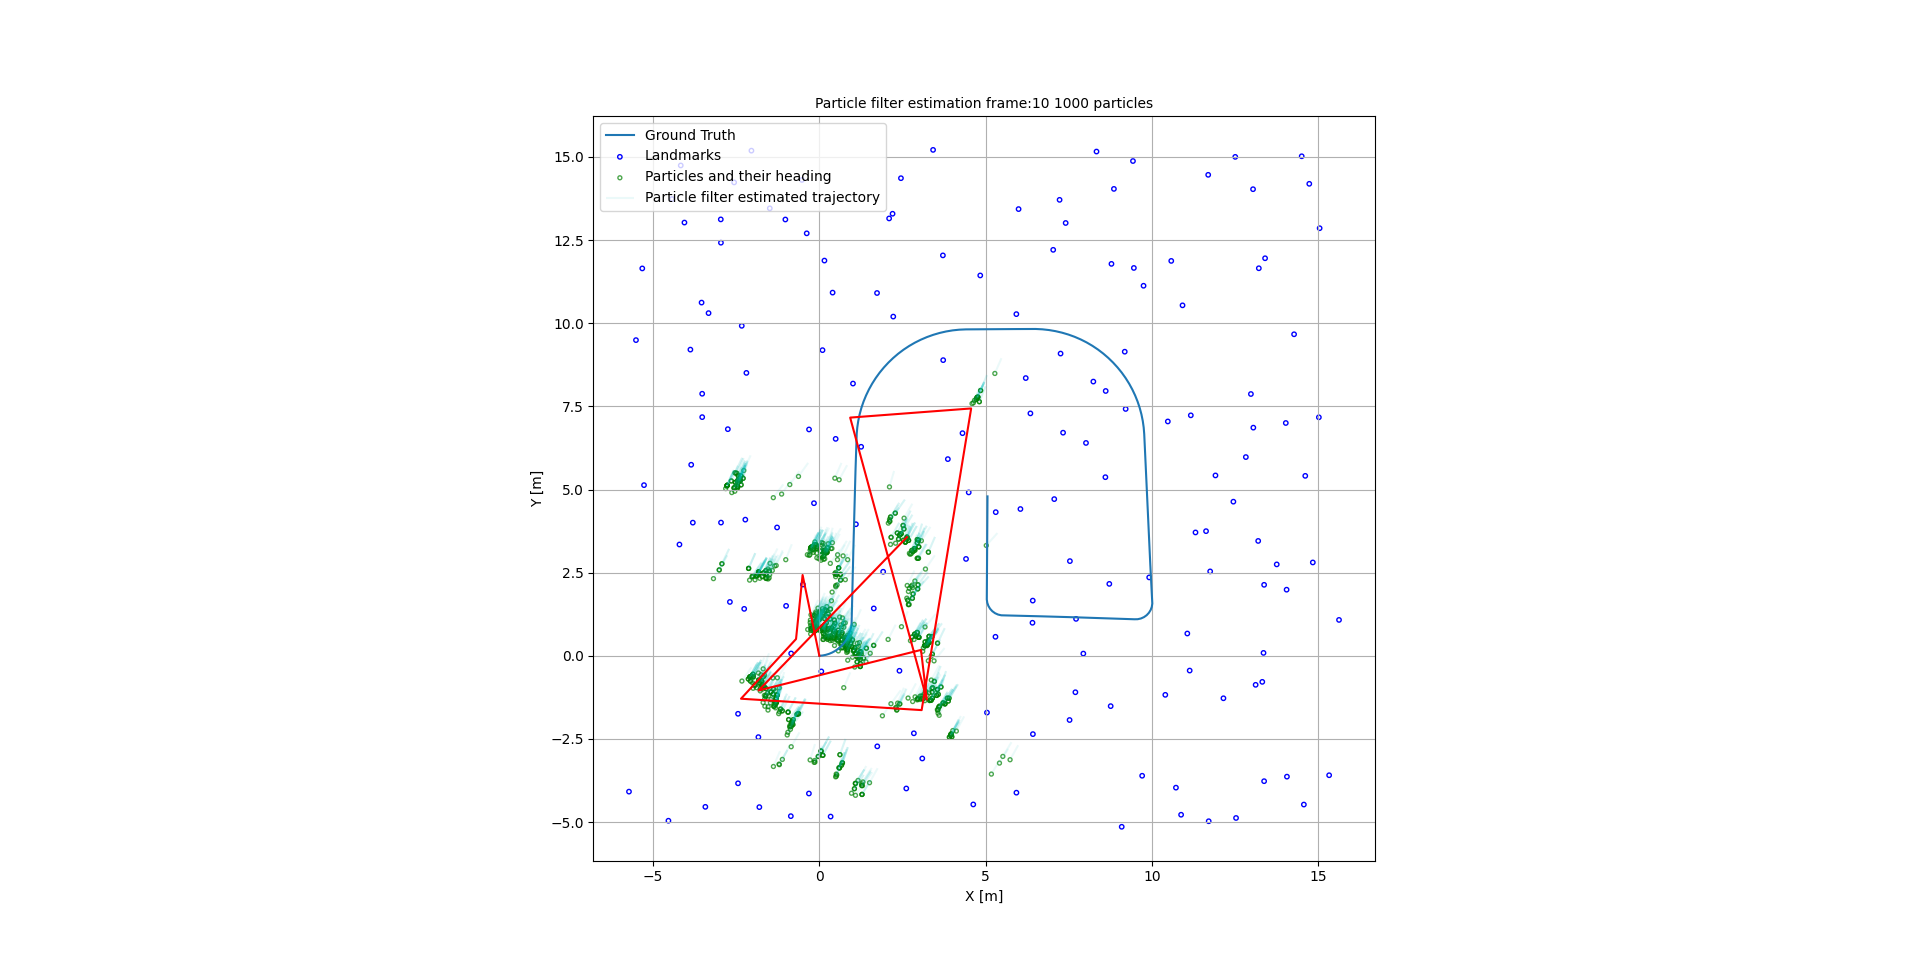 Particle filter estimation frame:10 1000 particles
Ground Truth
Landmarks
Particles and their heading
Particle filter estimated trajectory
15.0
12.5
10.0
7.5
5.0
2.5
0.0
−2.5
−5.0
Y [m]
−5 0 5 10 15
X [m]